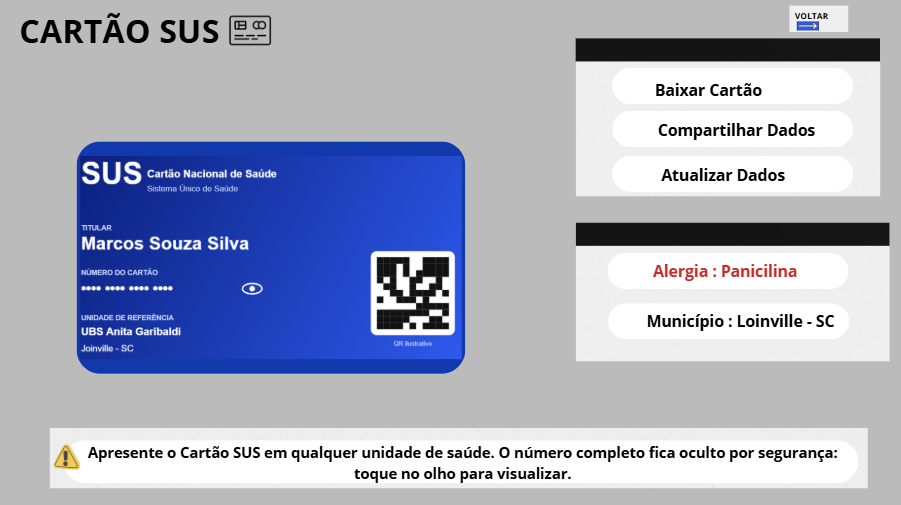 CARTÃO SUS
VOLTAR
Baixar Cartão
Compartilhar Dados
Atualizar Dados
SUS Cartão Nacional de Saúde
Sistema Único de Saúde
TITULAR
Marcos Souza Silva
NÚMERO DO CARTÃO
•••• •••• •••• ••••
UNIDADE DE REFERÊNCIA
UBS Anita Garibaldi
Joinville - SC
QR ilustrativo
Alergia : Panicilina
Município : Loinville - SC
Apresente o Cartão SUS em qualquer unidade de saúde. O número completo fica oculto por segurança:
toque no olho para visualizar.